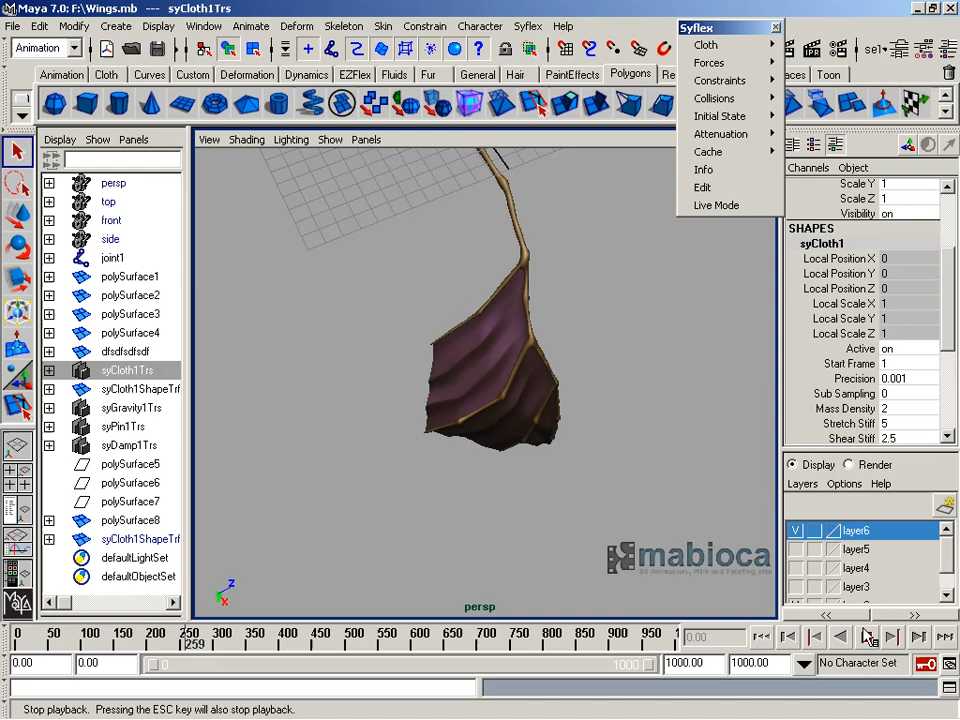 Maya 7.0: F:\Wings.mb --- syCloth1Trs
File Edit Modify Create Display Window Animate Deform Skeleton Skin Constrain Character Syflex Help
Animation
sel
Animation Cloth Curves Custom Deformation Dynamics EZFlex Fluids Fur General Hair PaintEffects Polygons Re aces Toon
Syflex
Cloth
Forces
Constraints
Collisions
Initial State
Attenuation
Cache
Info
Edit
Live Mode
Display Show Panels
persp
top
front
side
joint1
polySurface1
polySurface2
polySurface3
polySurface4
dfsdfsdfsdf
syCloth1Trs
syCloth1ShapeTrf
syGravity1Trs
syPin1Trs
syDamp1Trs
polySurface5
polySurface6
polySurface7
polySurface8
syCloth1ShapeTrf
defaultLightSet
defaultObjectSet
View Shading Lighting Show Panels
z
x
persp
mabioca
Channels Object
Scale Y 1
Scale Z 1
Visibility on
SHAPES
syCloth1
Local Position X 0
Local Position Y 0
Local Position Z 0
Local Scale X 1
Local Scale Y 1
Local Scale Z 1
Active on
Start Frame 1
Precision 0.001
Sub Sampling 0
Mass Density 2
Stretch Stiff 5
Shear Stiff 2.5
Display Render
Layers Options Help
V layer6
layer5
layer4
layer3
0 50 100 150 200 250 300 350 400 450 500 550 600 650 700 750 800 850 900 950
259
0.00
0.00 0.00 0 1000 1000.00 1000.00 No Character Set
MAYA
Stop playback. Pressing the ESC key will also stop playback.